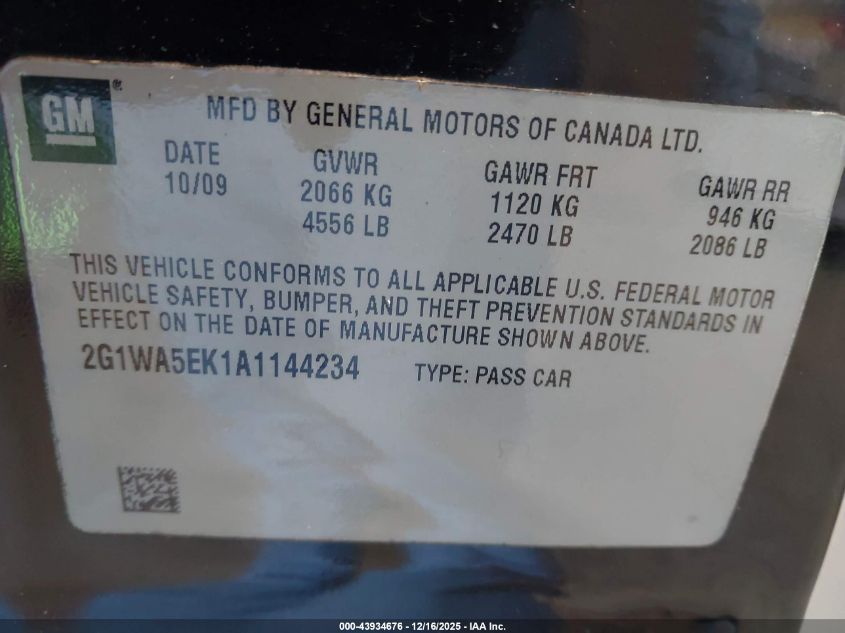 GM ®
MFD BY GENERAL MOTORS OF CANADA LTD.
DATE GVWR GAWR FRT GAWR RR
10/09 2066 KG 1120 KG 946 KG
4556 LB 2470 LB 2086 LB
THIS VEHICLE CONFORMS TO ALL APPLICABLE U.S. FEDERAL MOTOR
VEHICLE SAFETY, BUMPER, AND THEFT PREVENTION STANDARDS IN
EFFECT ON THE DATE OF MANUFACTURE SHOWN ABOVE.
2G1WA5EK1A1144234 TYPE: PASS CAR
000-43934676 - 12/16/2025 - IAA Inc.